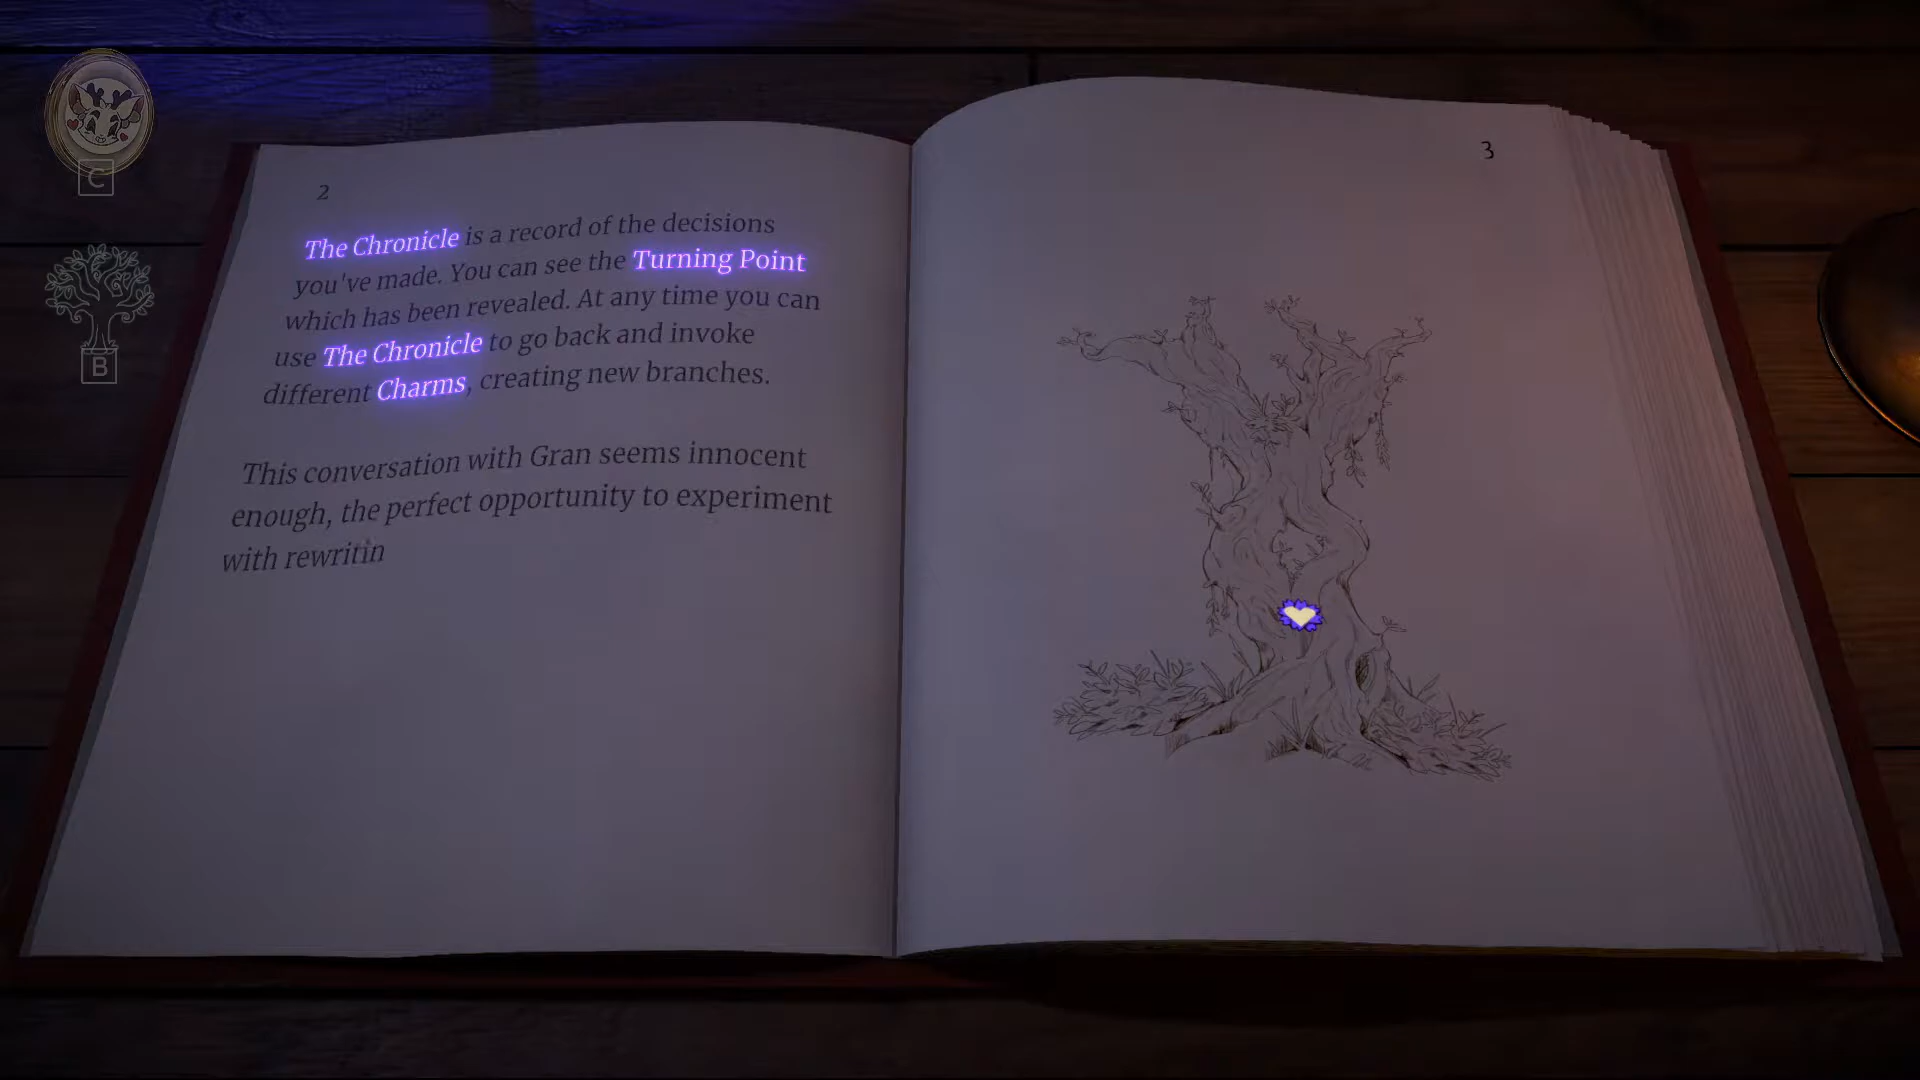 C
B
2
The Chronicle is a record of the decisions
you've made. You can see the Turning Point
which has been revealed. At any time you can
use The Chronicle to go back and invoke
different Charms, creating new branches.
This conversation with Gran seems innocent
enough, the perfect opportunity to experiment
with rewritin
3